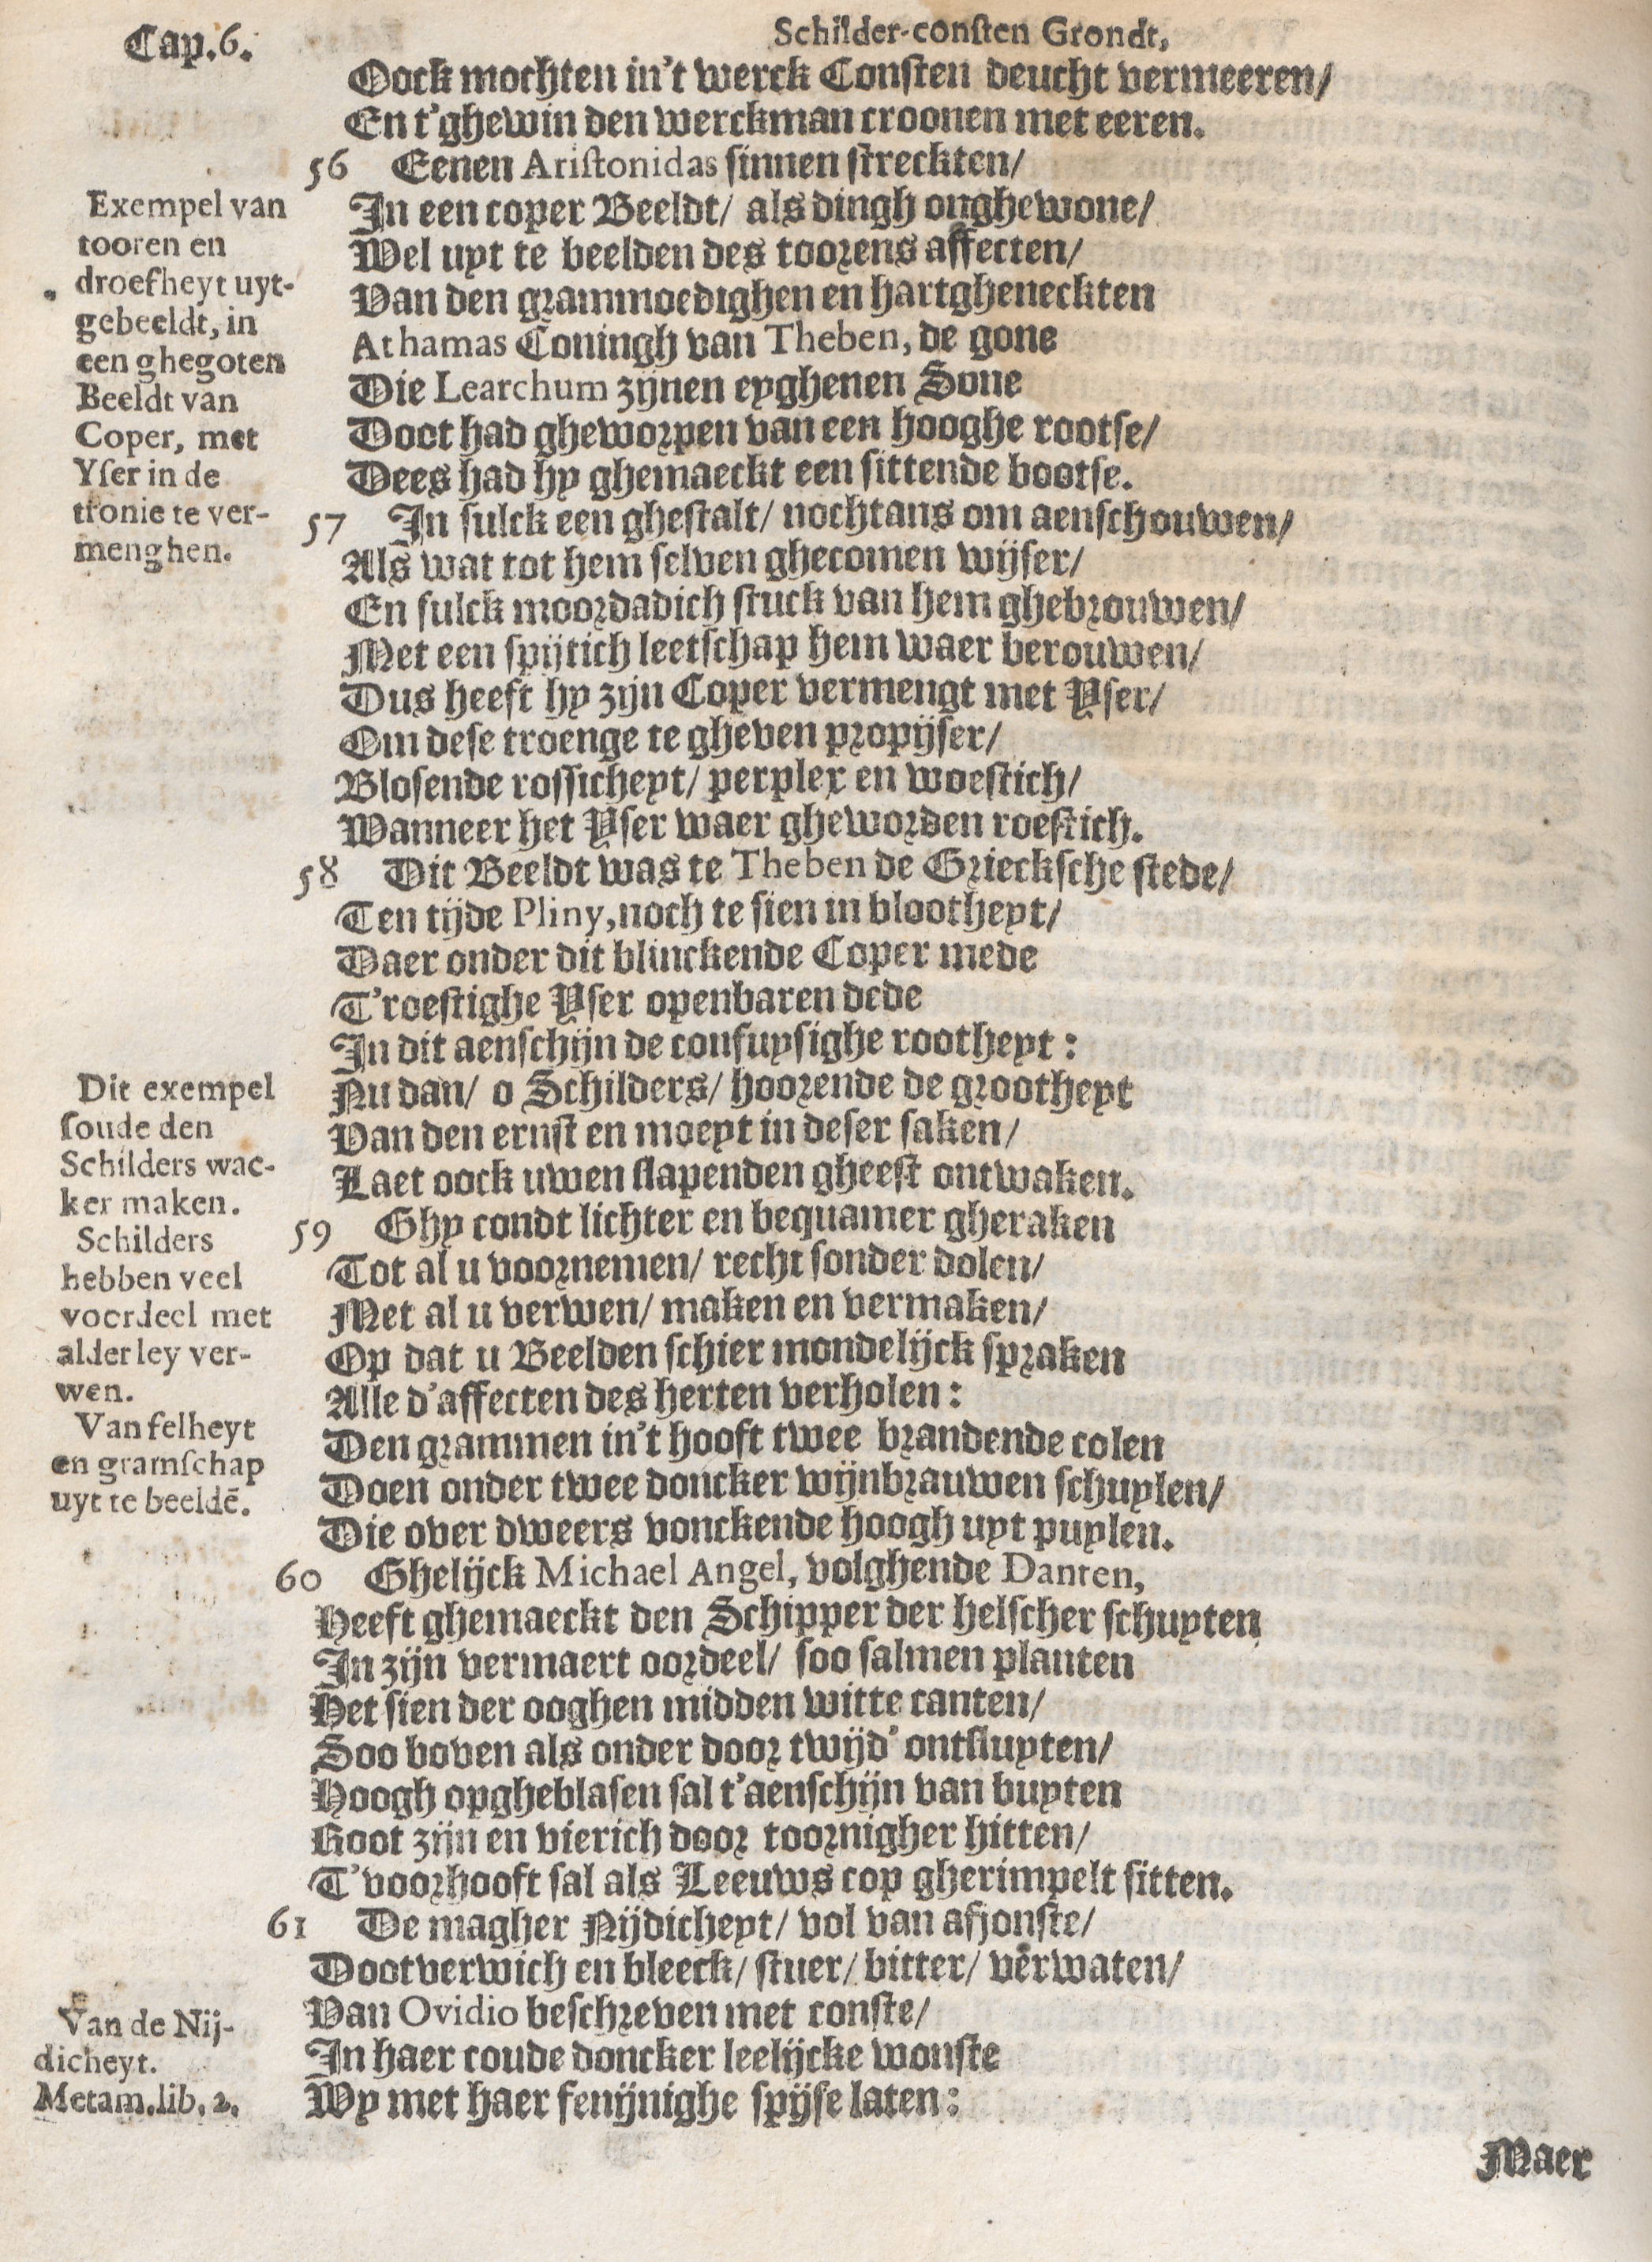 Cap.6.
Schilder-consten Grondt,
Oock mochten in't werck Consten deucht vermeeren/
En t'ghewin den werckman croonen met eeren.
56 Eenen Aristonidas sinnen streckten/
In een coper Beeldt/ als dingh onghewone/
Wel uyt te beelden des toorens affecten/
Van den grammoedighen en hartgheneckten
Athamas Coningh van Theben, de gone
Die Learchum zijnen eyghenen Sone
Doot had gheworpen van een hooghe rootse/
Dees had hy ghemaeckt een sittende bootse.
Exempel van
tooren en
droefheyt uyt-
gebeeldt, in
een ghegoten
Beeldt van
Coper, met
Yser in de
tronie te ver-
menghen.
57 In sulck een ghestalt/ nochtans om aenschouwen/
Als wat tot hem selven ghecomen wijser/
En sulck moordadich stuck van hem ghebrouwen/
Met een spijtich leetschap hem waer berouwen/
Dus heeft hy zijn Coper vermengt met Yser/
Om dese troenge te gheven propijser/
Blosende rossicheyt/ perplex en woestich/
Wanneer het Yser waer gheworden roestich.
58 Dit Beeldt was te Theben de Griecksche stede/
Ten tijde Pliny, noch te sien in blootheyt/
Daer onder dit blinckende Coper mede
T'roestighe Yser openbaren dede
In dit aenschijn de confuysighe rootheyt:
Nu dan/ o Schilders/ hoorende de grootheyt
Van den ernst en moeyt in deser saken/
Laet oock uwen slapenden gheest ontwaken.
Dit exempel
soude den
Schilders wac-
ker maken.
59 Ghy condt lichter en bequamer gheraken
Tot al u voornemen/ recht sonder dolen/
Met al u verwen/ maken en vermaken/
Op dat u Beelden schier mondelijck spraken
Alle d'affecten des herten verholen:
Den grammen in't hooft twee brandende colen
Doen onder twee doncker wijnbrauwen schuylen/
Die over dweers vonckende hoogh uyt puylen.
Schilders
hebben veel
voordeel met
alderley ver-
wen.
Van felheyt
en gramschap
uyt te beeldē.
60 Ghelijck Michael Angel, volghende Danten,
Heeft ghemaeckt den Schipper der helscher schuyten
In zijn vermaert oordeel/ soo salmen planten
Het sien der ooghen midden witte canten/
Soo boven als onder door twijd' ontsluyten/
Hoogh opgheblasen sal t'aenschijn van buyten
Root zijn en vierich door toornigher hitten/
T'voorhooft sal als Leeuws cop gherimpelt sitten.
61 De magher Nijdicheyt/ vol van afjonste/
Dootverwich en bleeck/ stuer/ bitter/ verwaten/
Van Ovidio beschreven met conste/
In haer coude doncker leelijcke wonste
Wy met haer fenijnighe spijse laten:
Van de Nij-
dicheyt.
Metam.lib.2.
Maer